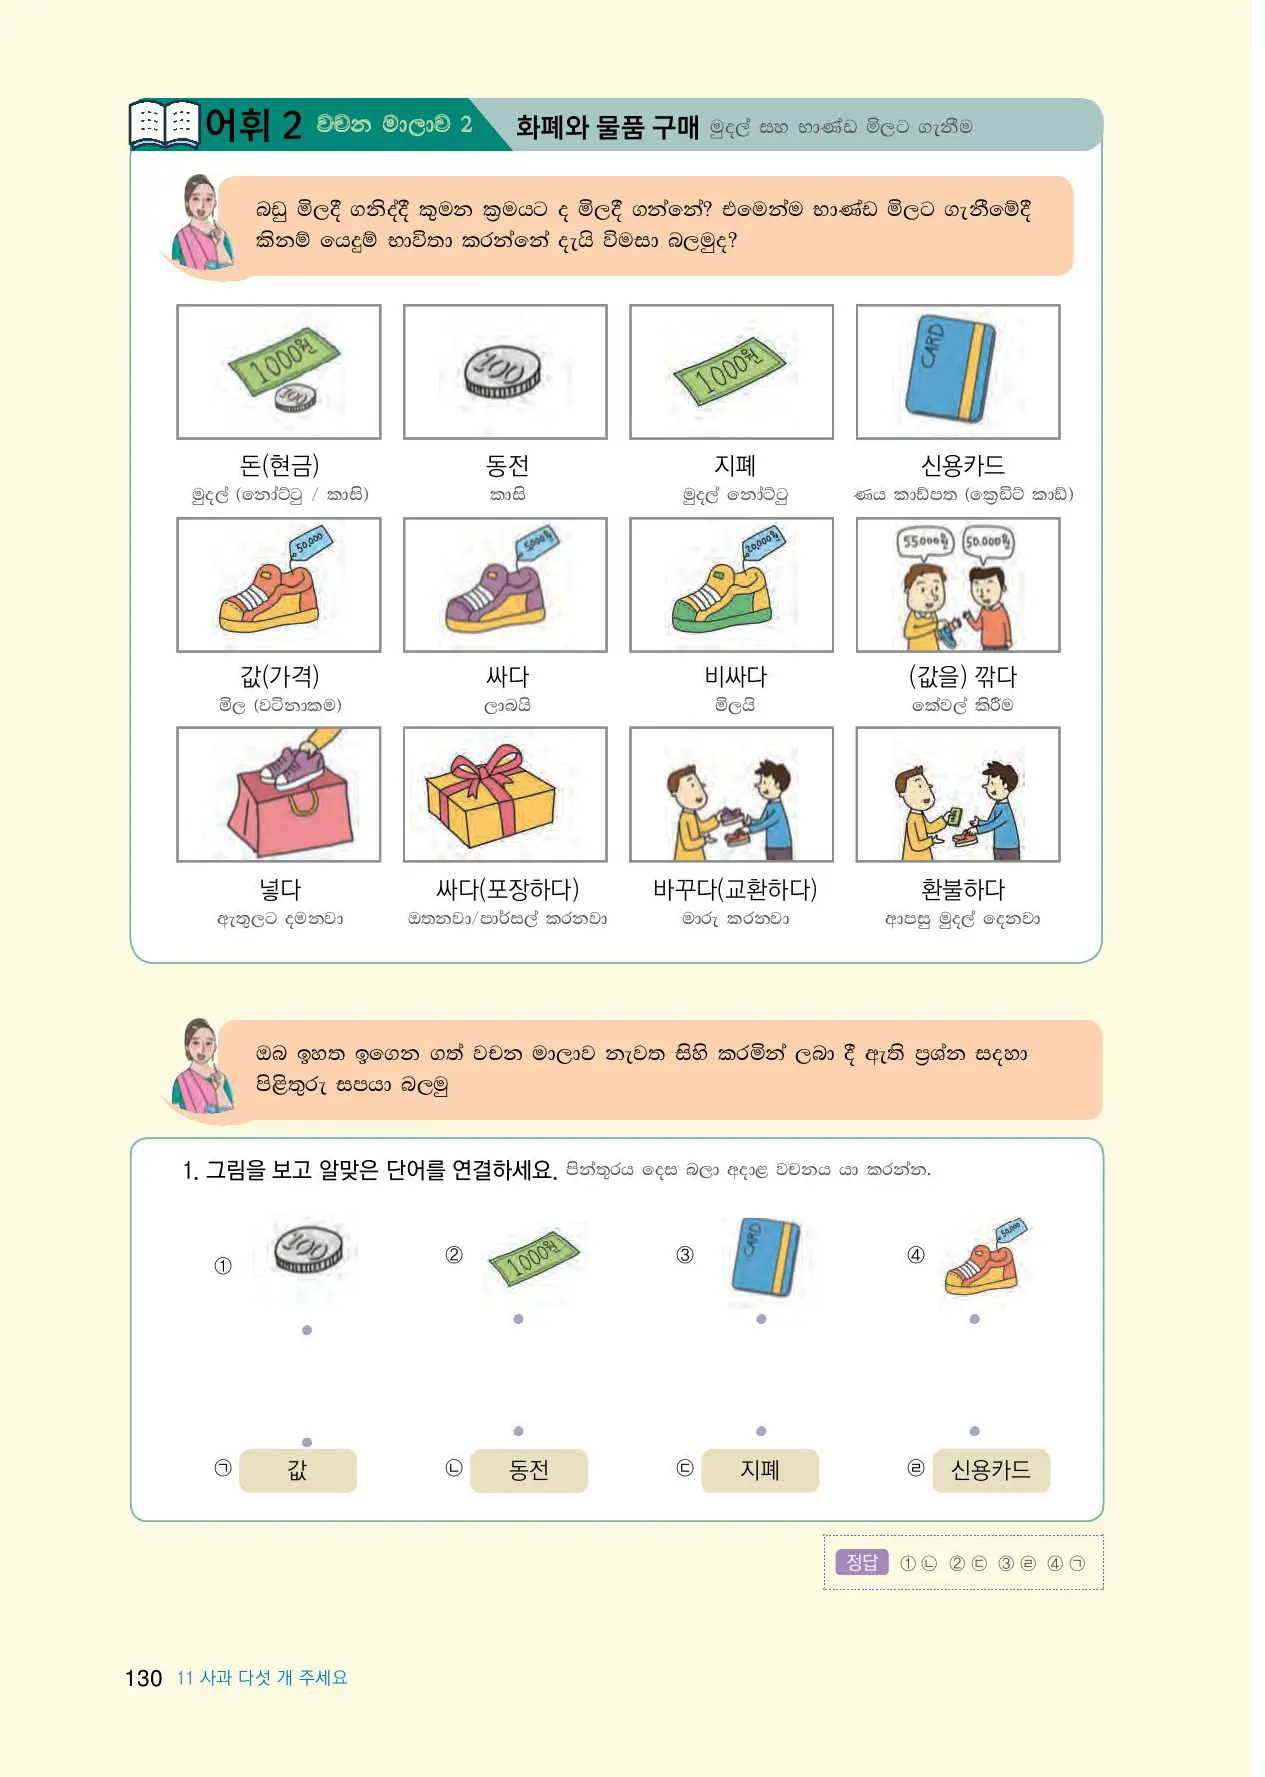 어휘 2 වචන මාලාව 2 화폐와 물품 구매 මුදල් සහ භාණ්ඩ මිලට ගැනීම
බඩු මිලදී ගනිද්දී කුමන ක්‍රමයට ද මිලදී ගන්නේ? එමෙන්ම භාණ්ඩ මිලට ගැනීමේදී
කිනම් යෙදුම් භාවිතා කරන්නේ දැයි විමසා බලමුද?
1000원 100
100
1000원
CARD
돈(현금) 동전 지폐 신용카드
මුදල් (නෝට්ටු / කාසි) කාසි මුදල් නෝට්ටු ණය කාඩ්පත (ක්‍රෙඩිට් කාඩ්)
50,000
5000원
20,000원
55000원 50.000원
값(가격) 싸다 비싸다 (값을) 깎다
මිල (වටිනාකම) ලාබයි මිලයි කේවල් කිරීම
넣다 싸다(포장하다) 바꾸다(교환하다) 환불하다
ඇතුලට දමනවා ඔතනවා/පාර්සල් කරනවා මාරු කරනවා ආපසු මුදල් දෙනවා
ඔබ ඉහත ඉගෙන ගත් වචන මාලාව නැවත සිහි කරමින් ලබා දී ඇති ප්‍රශ්න සදහා
පිළිතුරු සපයා බලමු
1. 그림을 보고 알맞은 단어를 연결하세요. පින්තූරය දෙස බලා අදාළ වචනය යා කරන්න.
① 100 ② 1000원 ③ CARD ④ 50,000
㉠ 값 ㉡ 동전 ㉢ 지폐 ㉣ 신용카드
정답 ① ㉡ ② ㉢ ③ ㉣ ④ ㉠
130 11 사과 다섯 개 주세요